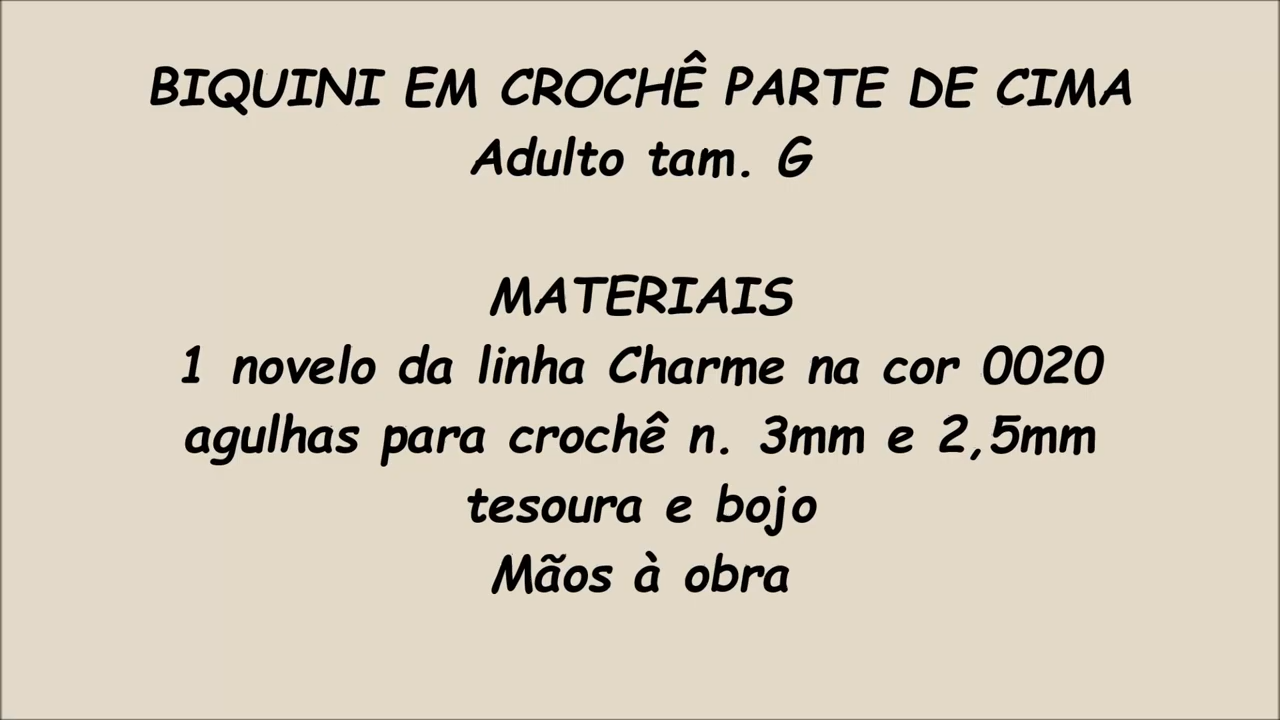 BIQUINI EM CROCHÊ PARTE DE CIMA
Adulto tam. G
MATERIAIS
1 novelo da linha Charme na cor 0020
agulhas para crochê n. 3mm e 2,5mm
tesoura e bojo
Mãos à obra